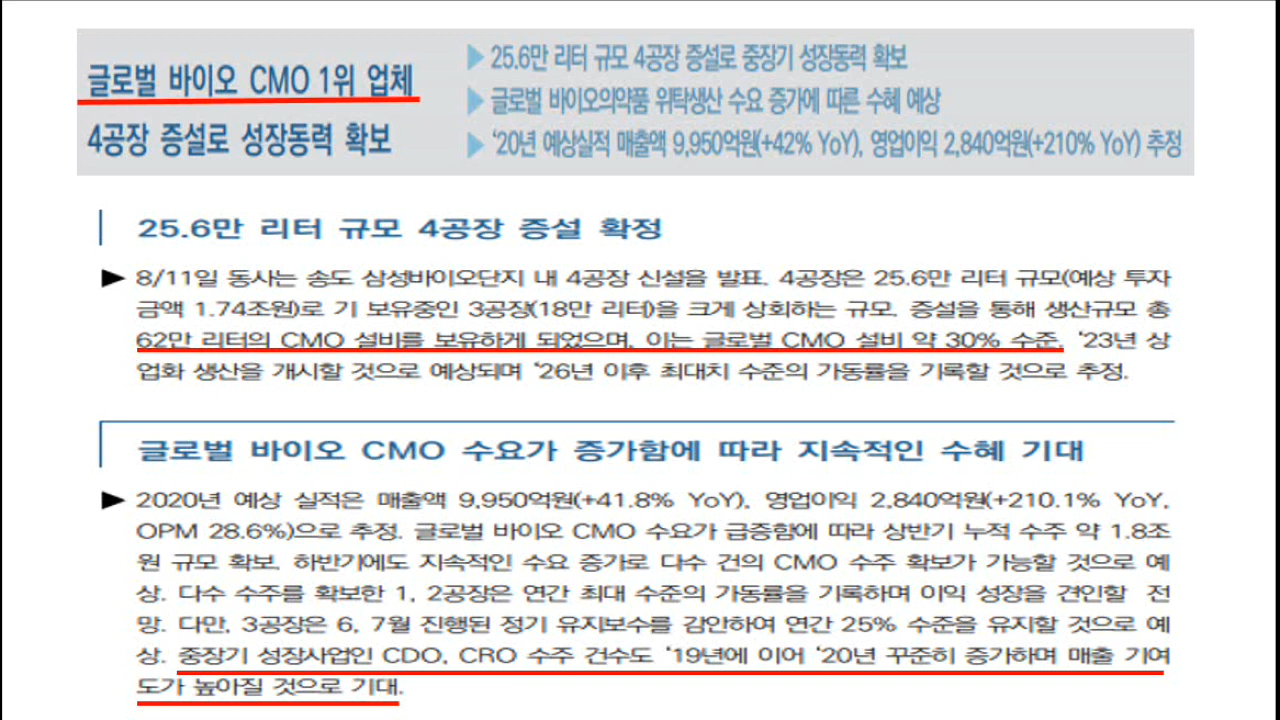 글로벌 바이오 CMO 1위 업체
4공장 증설로 성장동력 확보
▶ 25.6만 리터 규모 4공장 증설로 중장기 성장동력 확보
▶ 글로벌 바이오의약품 위탁생산 수요 증가에 따른 수혜 예상
▶ ‘20년 예상실적 매출액 9,950억원(+42% YoY), 영업이익 2,840억원(+210% YoY) 추정
25.6만 리터 규모 4공장 증설 확정
▶ 8/11일 동사는 송도 삼성바이오단지 내 4공장 신설을 발표. 4공장은 25.6만 리터 규모(예상 투자
금액 1.74조원)로 기 보유중인 3공장(18만 리터)을 크게 상회하는 규모. 증설을 통해 생산규모 총
62만 리터의 CMO 설비를 보유하게 되었으며, 이는 글로벌 CMO 설비 약 30% 수준. ‘23년 상
업화 생산을 개시할 것으로 예상되며 ‘26년 이후 최대치 수준의 가동률을 기록할 것으로 추정.
글로벌 바이오 CMO 수요가 증가함에 따라 지속적인 수혜 기대
▶ 2020년 예상 실적은 매출액 9,950억원(+41.8% YoY), 영업이익 2,840억원(+210.1% YoY,
OPM 28.6%)으로 추정. 글로벌 바이오 CMO 수요가 급증함에 따라 상반기 누적 수주 약 1.8조
원 규모 확보. 하반기에도 지속적인 수요 증가로 다수 건의 CMO 수주 확보가 가능할 것으로 예
상. 다수 수주를 확보한 1, 2공장은 연간 최대 수준의 가동률을 기록하며 이익 성장을 견인할 전
망. 다만, 3공장은 6, 7월 진행된 정기 유지보수를 감안하여 연간 25% 수준을 유지할 것으로 예
상. 중장기 성장사업인 CDO, CRO 수주 건수도 ‘19년에 이어 ‘20년 꾸준히 증가하며 매출 기여
도가 높아질 것으로 기대.